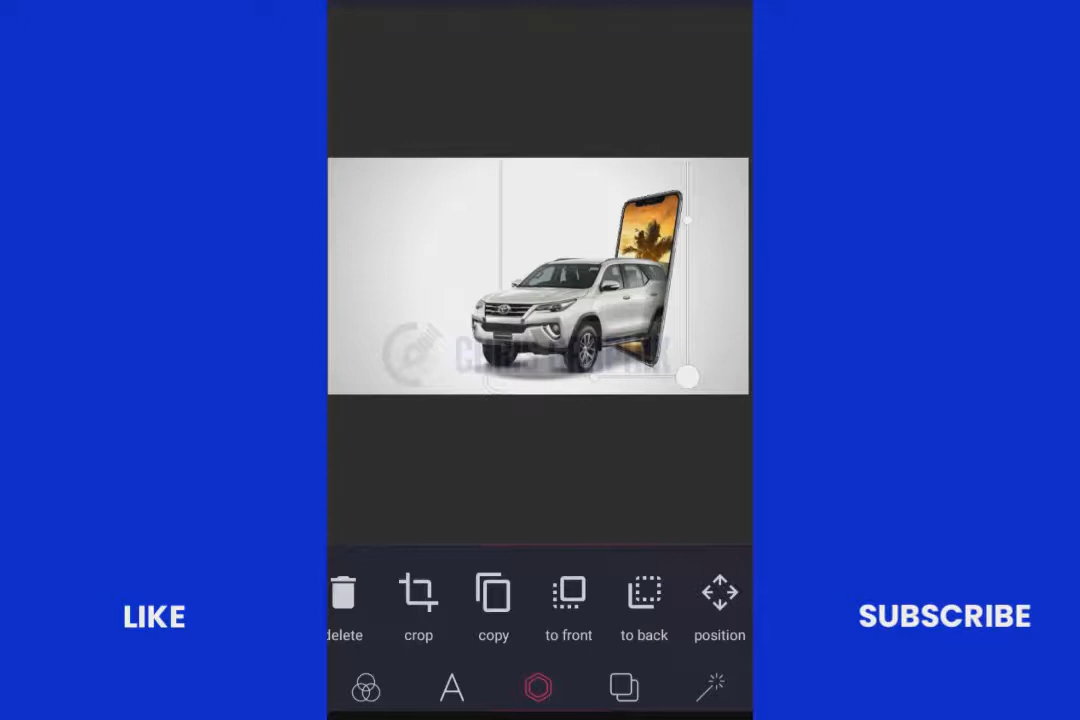 delete
crop
copy
to front
to back
position
LIKE
SUBSCRIBE